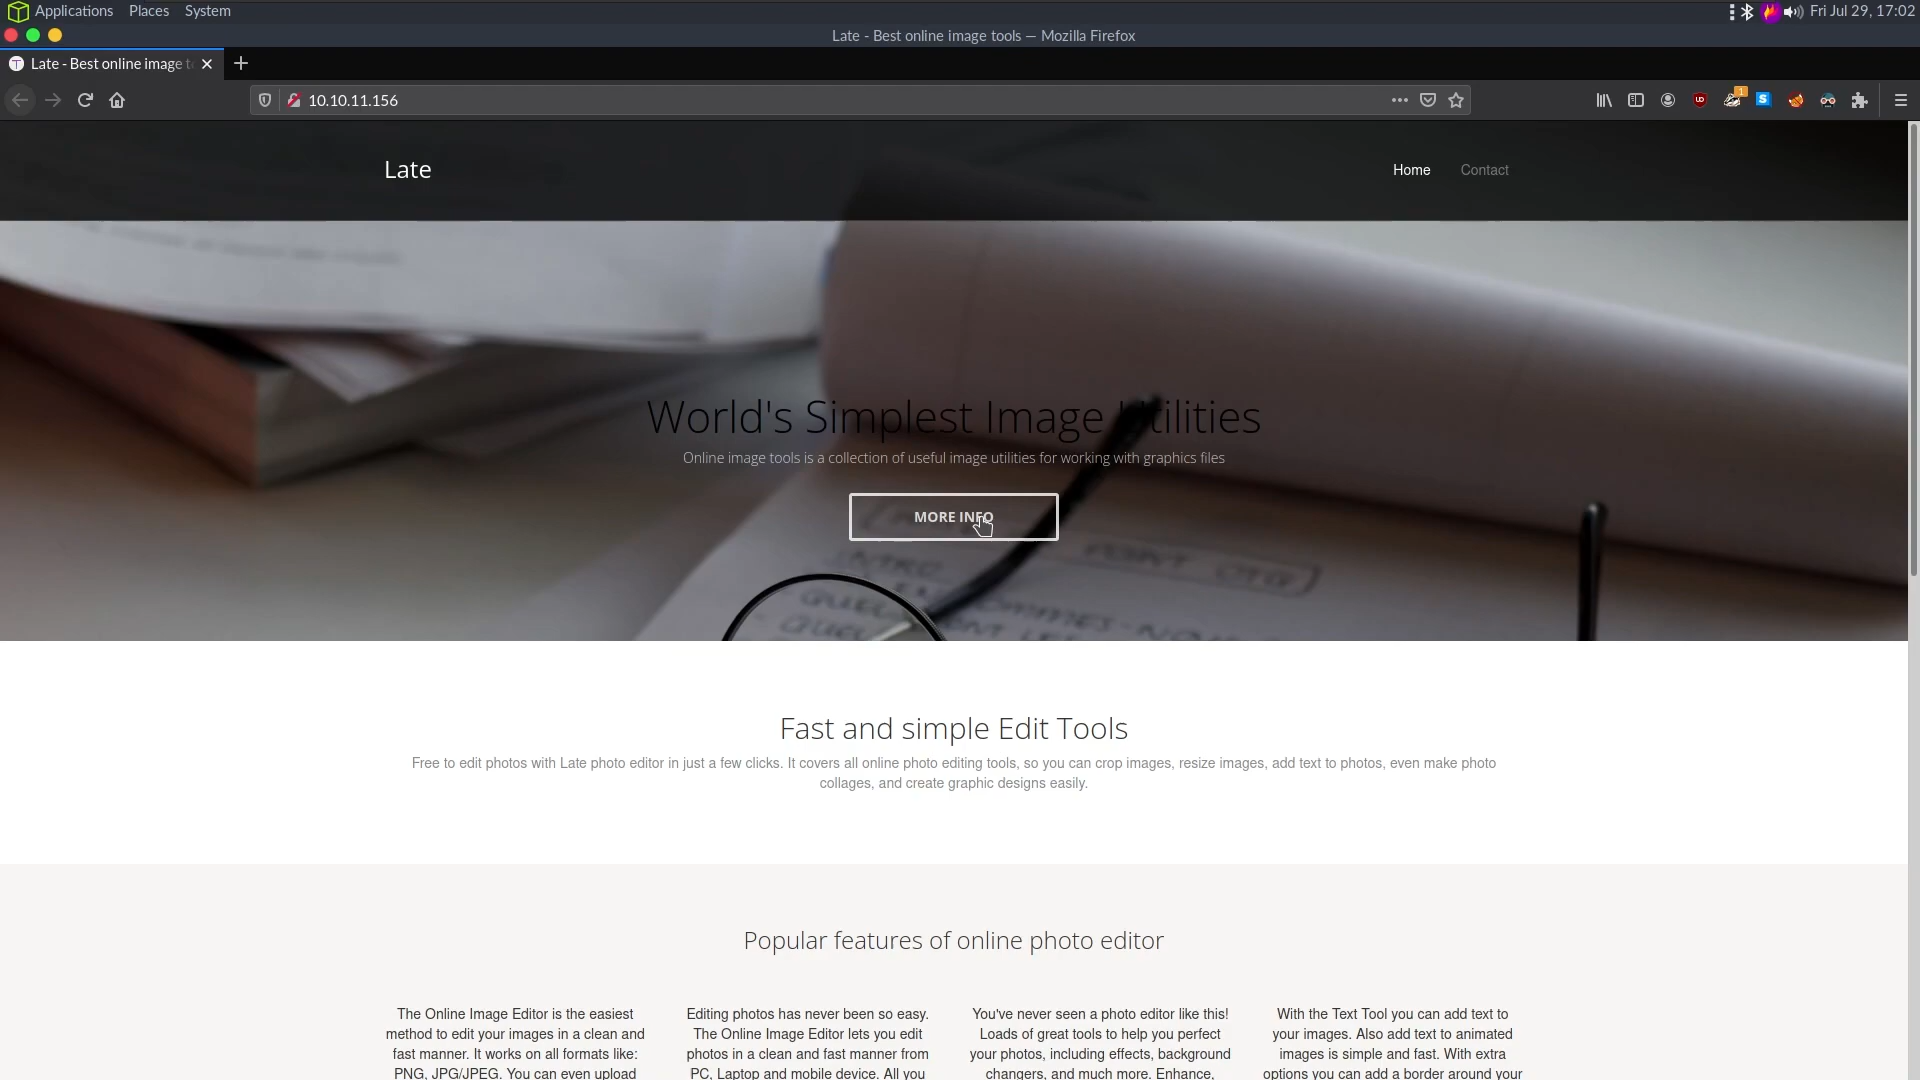 Applications Places System
Fri Jul 29, 17:02
Late - Best online image tools — Mozilla Firefox
Late - Best online image t
10.10.11.156
1
Late
Home Contact
World's Simplest Image Utilities
Online image tools is a collection of useful image utilities for working with graphics files
MORE INFO
POINT
Fast and simple Edit Tools
Free to edit photos with Late photo editor in just a few clicks. It covers all online photo editing tools, so you can crop images, resize images, add text to photos, even make photo
collages, and create graphic designs easily.
Popular features of online photo editor
The Online Image Editor is the easiest
method to edit your images in a clean and
fast manner. It works on all formats like:
PNG, JPG/JPEG. You can even upload
Editing photos has never been so easy.
The Online Image Editor lets you edit
photos in a clean and fast manner from
PC, Laptop and mobile device. All you
You've never seen a photo editor like this!
Loads of great tools to help you perfect
your photos, including effects, background
changers, and much more. Enhance,
With the Text Tool you can add text to
your images. Also add text to animated
images is simple and fast. With extra
options you can add a border around your